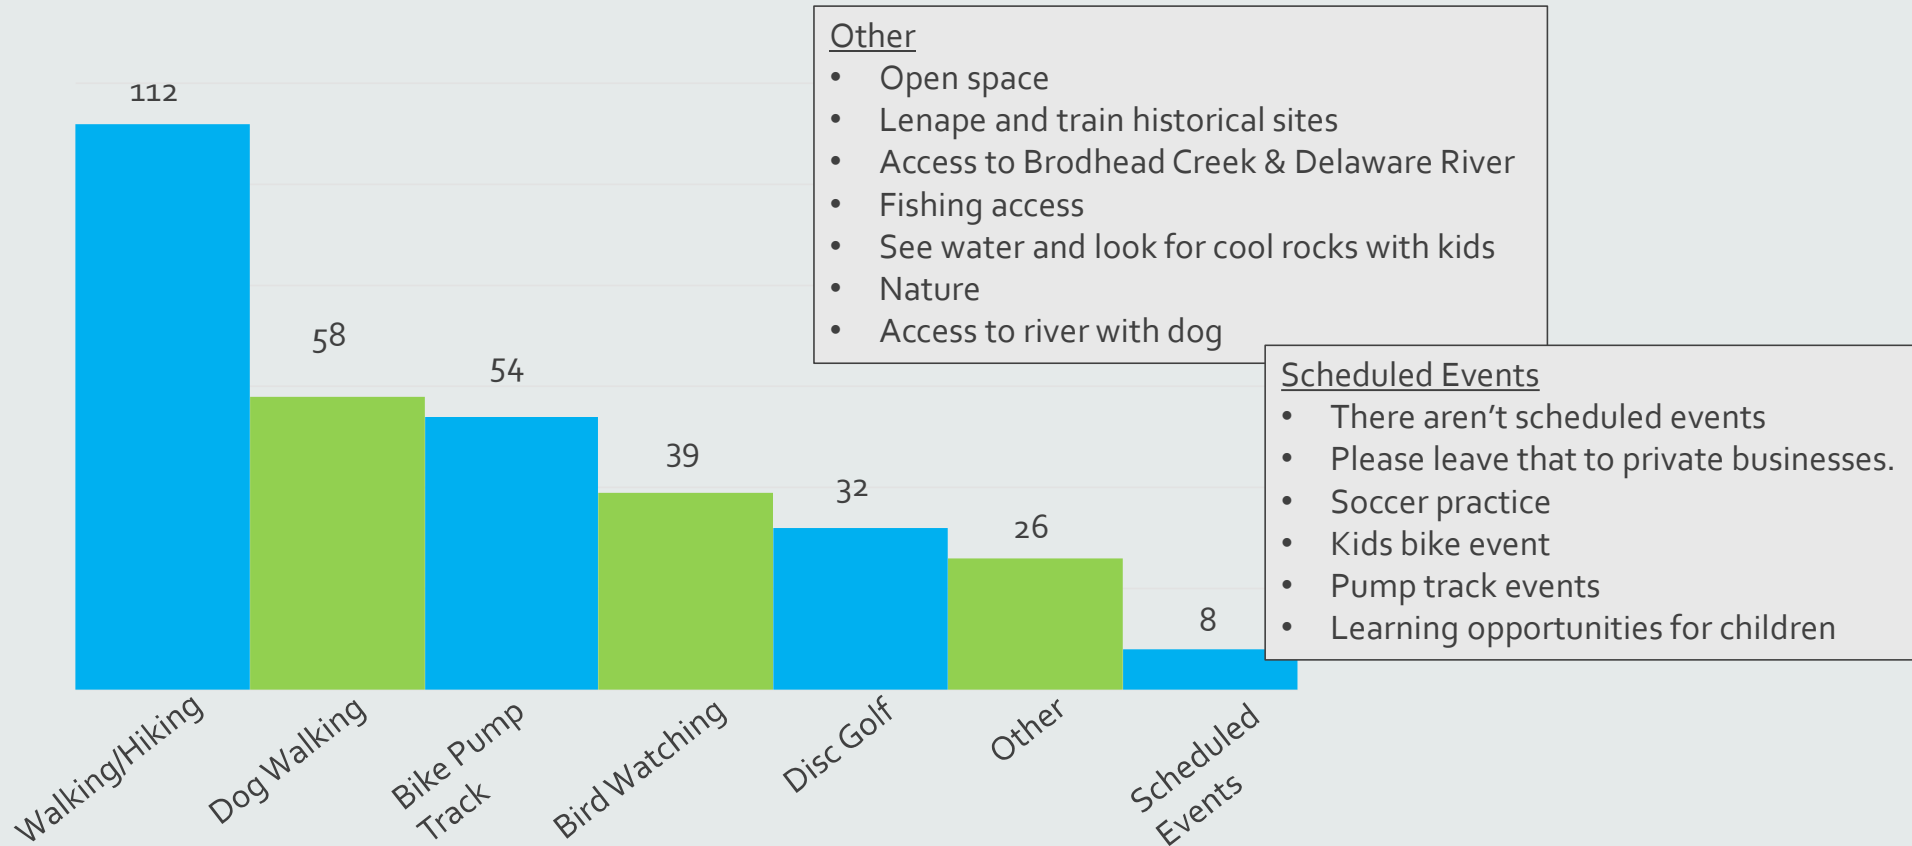 Other
• Open space
• Lenape and train historical sites
• Access to Brodhead Creek & Delaware River
• Fishing access
• See water and look for cool rocks with kids
• Nature
• Access to river with dog
Scheduled Events
• There aren’t scheduled events
• Please leave that to private businesses.
• Soccer practice
• Kids bike event
• Pump track events
• Learning opportunities for children
112
58
54
39
32
26
8
Walking/Hiking
Dog Walking
Bike Pump
Track
Bird Watching
Disc Golf
Other
Scheduled
Events